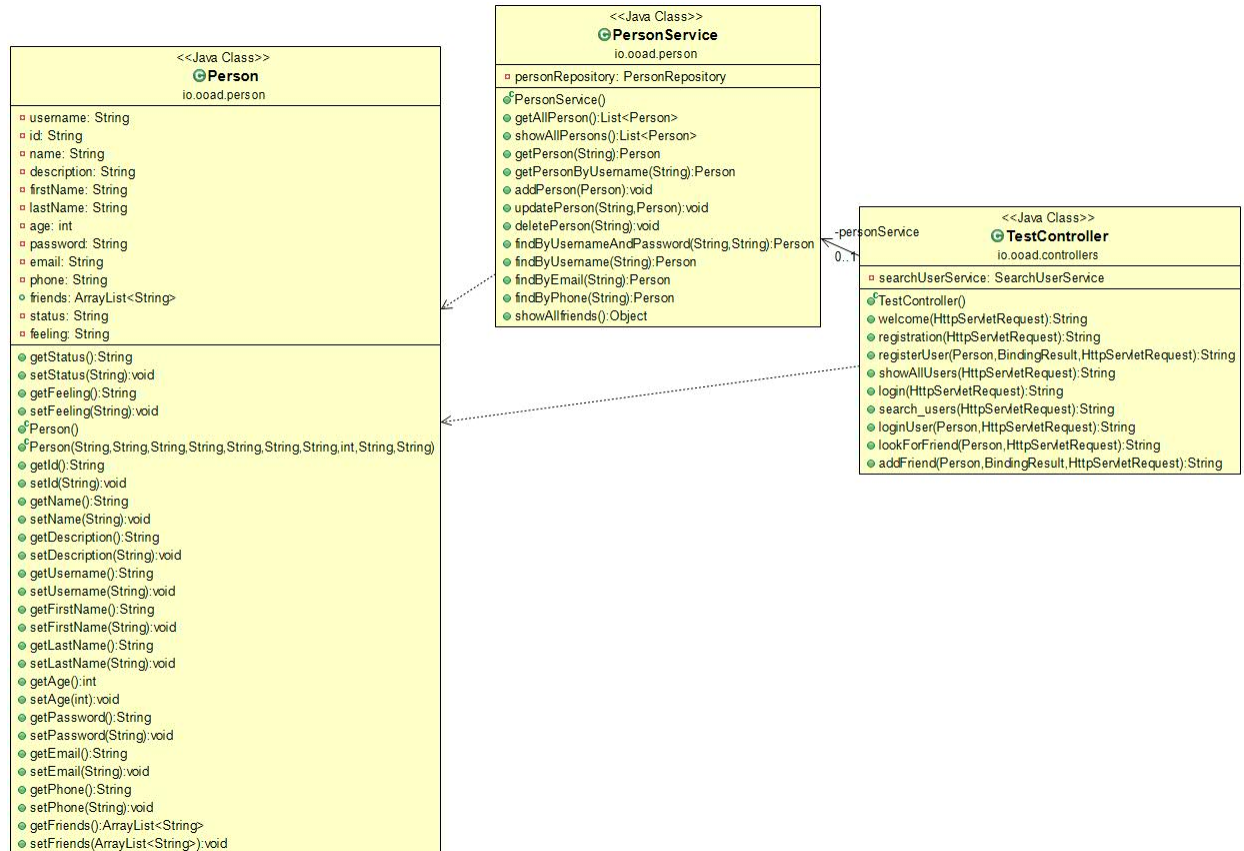 <<Java Class>>
Person
io.ooad.person
username: String
id: String
name: String
description: String
firstName: String
lastName: String
age: int
password: String
email: String
phone: String
friends: ArrayList<String>
status: String
feeling: String
getStatus():String
setStatus(String):void
getFeeling():String
setFeeling(String):void
Person()
Person(String,String,String,String,String,String,String,int,String,String)
getId():String
setId(String):void
getName():String
setName(String):void
getDescription():String
setDescription(String):void
getUsername():String
setUsername(String):void
getFirstName():String
setFirstName(String):void
getLastName():String
setLastName(String):void
getAge():int
setAge(int):void
getPassword():String
setPassword(String):void
getEmail():String
setEmail(String):void
getPhone():String
setPhone(String):void
getFriends():ArrayList<String>
setFriends(ArrayList<String>):void
<<Java Class>>
PersonService
io.ooad.person
personRepository: PersonRepository
PersonService()
getAllPerson():List<Person>
showAllPersons():List<Person>
getPerson(String):Person
getPersonByUsername(String):Person
addPerson(Person):void
updatePerson(String,Person):void
deletePerson(String):void
findByUsernameAndPassword(String,String):Person
findByUsername(String):Person
findByEmail(String):Person
findByPhone(String):Person
showAllfriends():Object
-personService
0..1
<<Java Class>>
TestController
io.ooad.controllers
searchUserService: SearchUserService
TestController()
welcome(HttpServletRequest):String
registration(HttpServletRequest):String
registerUser(Person,BindingResult,HttpServletRequest):String
showAllUsers(HttpServletRequest):String
login(HttpServletRequest):String
search_users(HttpServletRequest):String
loginUser(Person,HttpServletRequest):String
lookForFriend(Person,HttpServletRequest):String
addFriend(Person,BindingResult,HttpServletRequest):String